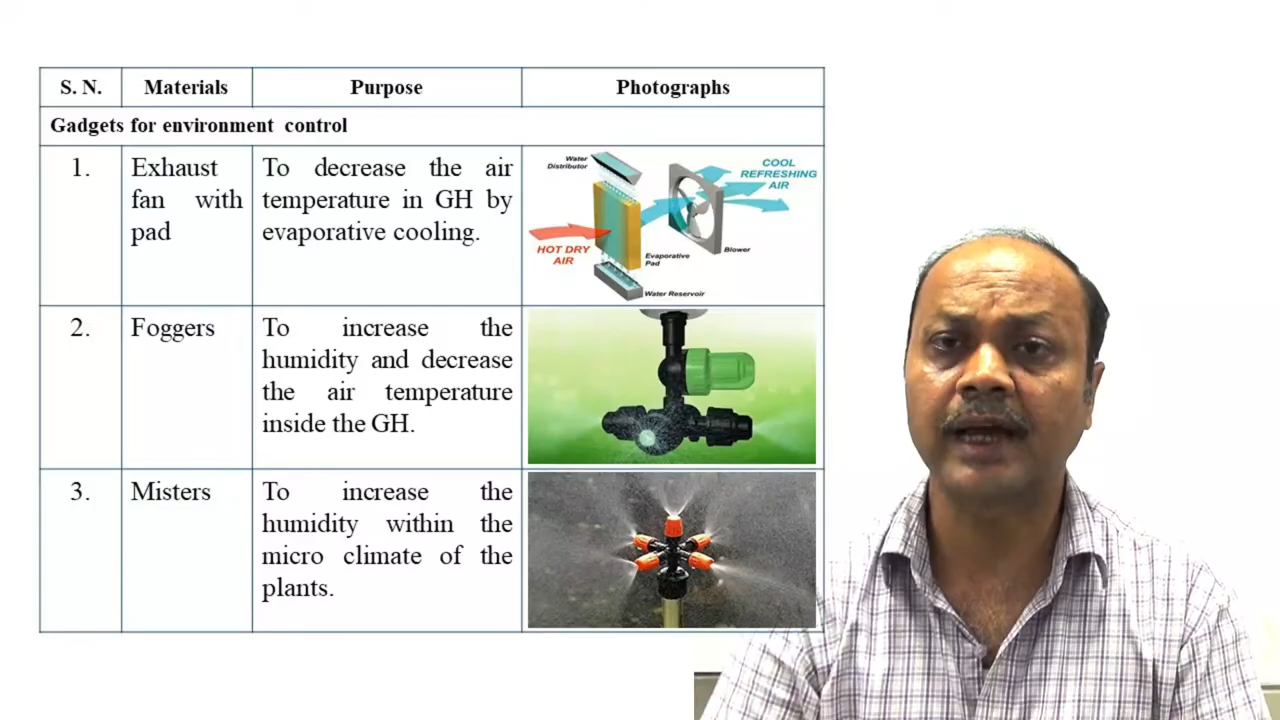 S. N. Materials Purpose Photographs
Gadgets for environment control
1. Exhaust fan with pad
To decrease the air
temperature in GH by
evaporative cooling.
Water
Distributor
COOL
REFRESHING
AIR
HOT DRY
AIR
Evaporative
Pad
Blower
Water Reservoir
2. Foggers
To increase the
humidity and decrease
the air temperature
inside the GH.
3. Misters
To increase the
humidity within the
micro climate of the
plants.